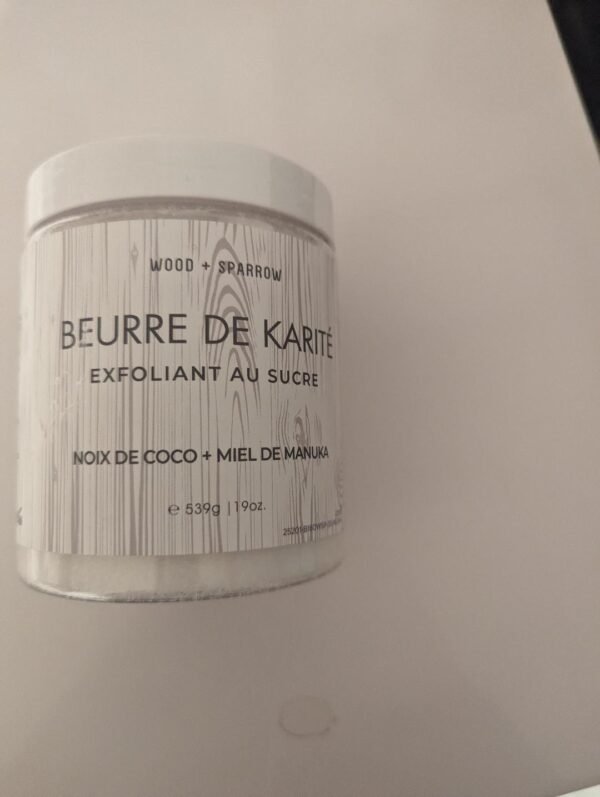 WOOD + SPARROW
BEURRE DE KARITÉ
EXFOLIANT AU SUCRE
NOIX DE COCO + MIEL DE MANUKA
℮ 539g | 19oz.